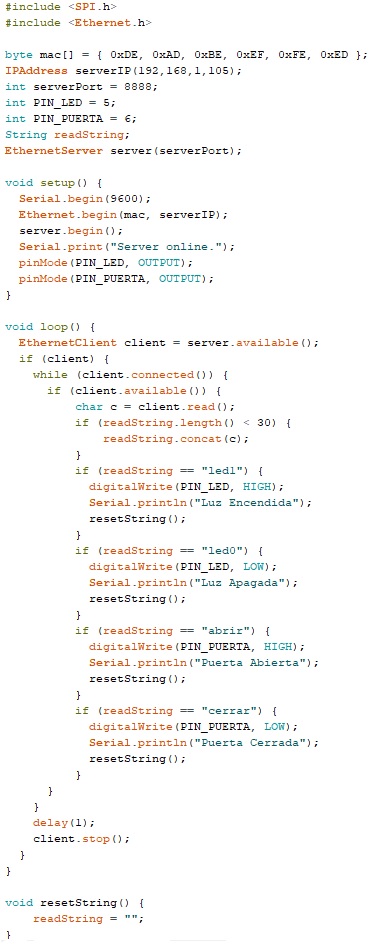 #include <SPI.h>
#include <Ethernet.h>

byte mac[] = { 0xDE, 0xAD, 0xBE, 0xEF, 0xFE, 0xED };
IPAddress serverIP(192,168,1,105);
int serverPort = 8888;
int PIN_LED = 5;
int PIN_PUERTA = 6;
String readString;
EthernetServer server(serverPort);

void setup() {
  Serial.begin(9600);
  Ethernet.begin(mac, serverIP);
  server.begin();
  Serial.print("Server online.");
  pinMode(PIN_LED, OUTPUT);
  pinMode(PIN_PUERTA, OUTPUT);
}

void loop() {
  EthernetClient client = server.available();
  if (client) {
    while (client.connected()) {
      if (client.available()) {
          char c = client.read();
          if (readString.length() < 30) {
              readString.concat(c);
          }
          if (readString == "led1") {
            digitalWrite(PIN_LED, HIGH);
            Serial.println("Luz Encendida");
            resetString();
          }
          if (readString == "led0") {
            digitalWrite(PIN_LED, LOW);
            Serial.println("Luz Apagada");
            resetString();
          }
          if (readString == "abrir") {
            digitalWrite(PIN_PUERTA, HIGH);
            Serial.println("Puerta Abierta");
            resetString();
          }
          if (readString == "cerrar") {
            digitalWrite(PIN_PUERTA, LOW);
            Serial.println("Puerta Cerrada");
            resetString();
          }
      }
    }
    delay(1);
    client.stop();
  }
}

void resetString() {
    readString = "";
}